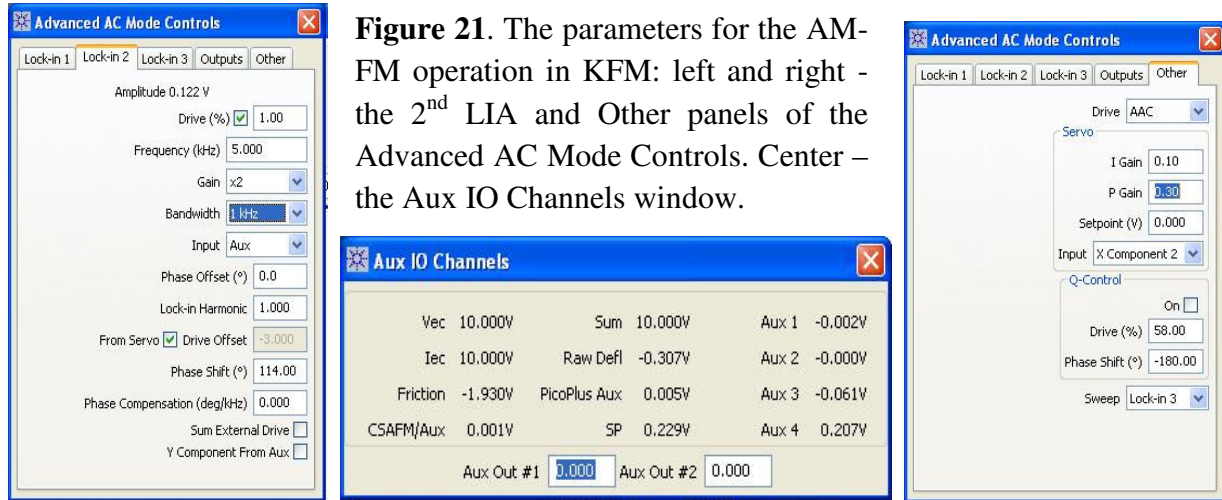 Advanced AC Mode Controls
Lock-in 1 Lock-in 2 Lock-in 3 Outputs Other
Amplitude 0.122 V
Drive (%) 1.00
Frequency (kHz) 5.000
Gain x2
Bandwidth 1 kHz
Input Aux
Phase Offset (°) 0.0
Lock-in Harmonic 1.000
From Servo Drive Offset -3.000
Phase Shift (°) 114.00
Phase Compensation (deg/kHz) 0.000
Sum External Drive
Y Component From Aux
Figure 21. The parameters for the AM-
FM operation in KFM: left and right -
the 2nd LIA and Other panels of the
Advanced AC Mode Controls. Center –
the Aux IO Channels window.
Aux IO Channels
Vec 10.000V Sum 10.000V Aux 1 -0.002V
Iec 10.000V Raw Defl -0.307V Aux 2 -0.000V
Friction -1.930V PicoPlus Aux 0.005V Aux 3 -0.061V
CSAFM/Aux 0.001V SP 0.229V Aux 4 0.207V
Aux Out #1 0.000 Aux Out #2 0.000
Advanced AC Mode Controls
Lock-in 1 Lock-in 2 Lock-in 3 Outputs Other
Drive AAC
Servo
I Gain 0.10
P Gain 0.30
Setpoint (V) 0.000
Input X Component 2
Q-Control
On
Drive (%) 58.00
Phase Shift (°) -180.00
Sweep Lock-in 3